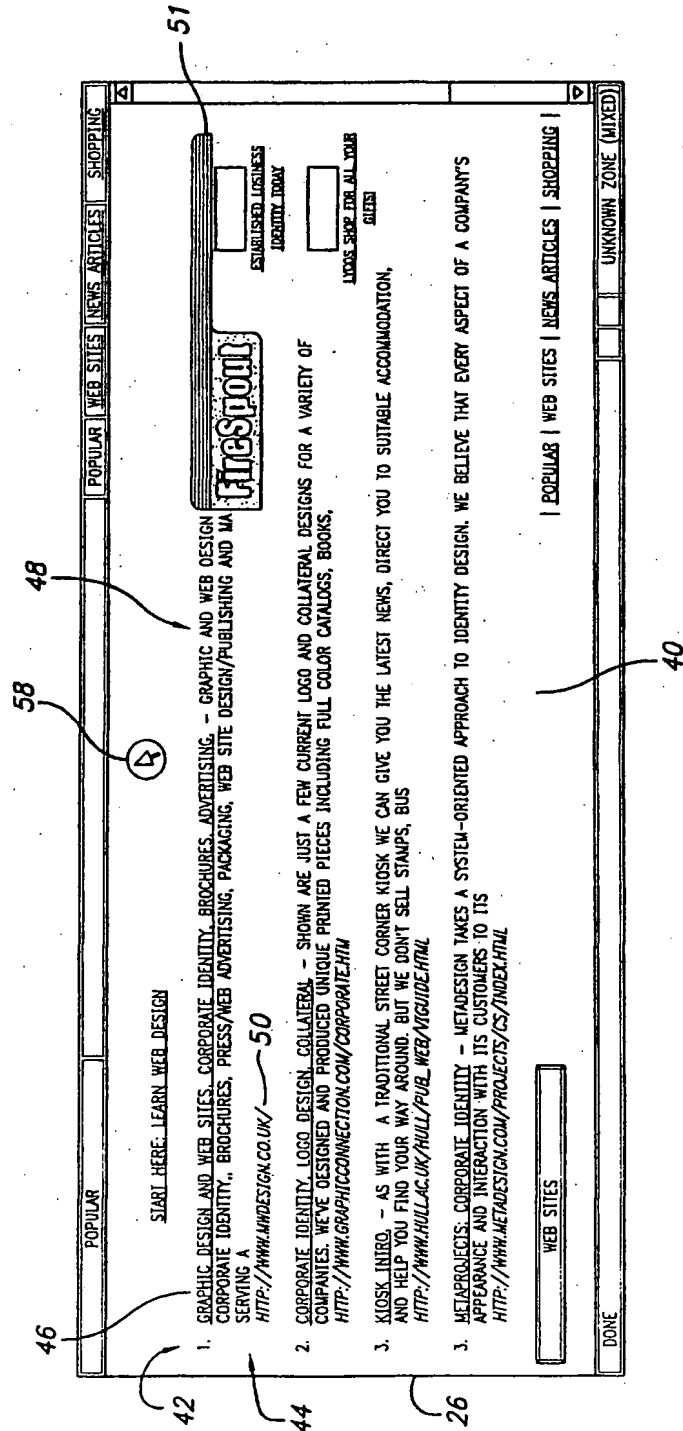 58
51
POPULAR
POPULAR | WEB SITES | NEWS ARTICLES | SHOPPING
START HERE: LEARN WEB DESIGN
46
48
42
1. GRAPHIC DESIGN AND WEB SITES, CORPORATE IDENTITY, BROCHURES, ADVERTISING, - GRAPHIC AND WEB DESIGN
CORPORATE IDENTITY,, BROCHURES, PRESS/WEB ADVERTISING, PACKAGING, WEB SITE DESIGN/PUBLISHING AND MA
SERVING A
HTTP://WWW.MWDESIGN.CO.UK/
50
44
FireSpout
ESTABLISHED LOSINESS
IDENTITY TODAY
2. CORPORATE IDENTITY, LOGO DESIGN, COLLATERAL - SHOWN ARE JUST A FEW CURRENT LOGO AND COLLATERAL DESIGNS FOR A VARIETY OF
COMPANIES. WE'VE DESIGNED AND PRODUCED UNIQUE PRINTED PIECES INCLUDING FULL COLOR CATALOGS, BOOKS,
HTTP://WWW.GRAPHICCONNECTION.COM/CORPORATE.HTM
LYCOS SHOP FOR ALL YOUR
GIFTS!
3. KIOSK INTRO, - AS WITH A TRADITIONAL STREET CORNER KIOSK WE CAN GIVE YOU THE LATEST NEWS, DIRECT YOU TO SUITABLE ACCOMMODATION,
AND HELP YOU FIND YOUR WAY AROUND. BUT WE DON'T SELL STAMPS, BUS
HTTP://WWW.HULL.AC.UK/HULL/PUB_WEB/VIGUIDE.HTML
3. METAPROJECTS: CORPORATE IDENTITY - METADESIGN TAKES A SYSTEM-ORIENTED APPROACH TO IDENTITY DESIGN. WE BELIEVE THAT EVERY ASPECT OF A COMPANY'S
APPEARANCE AND INTERACTION WITH ITS CUSTOMERS TO ITS
HTTP://WWW.METADESIGN.COM/PROJECTS/CS/INDEX.HTML
26
WEB SITES
| POPULAR | WEB SITES | NEWS ARTICLES | SHOPPING |
DONE
UNKNOWN ZONE (MIXED)
40